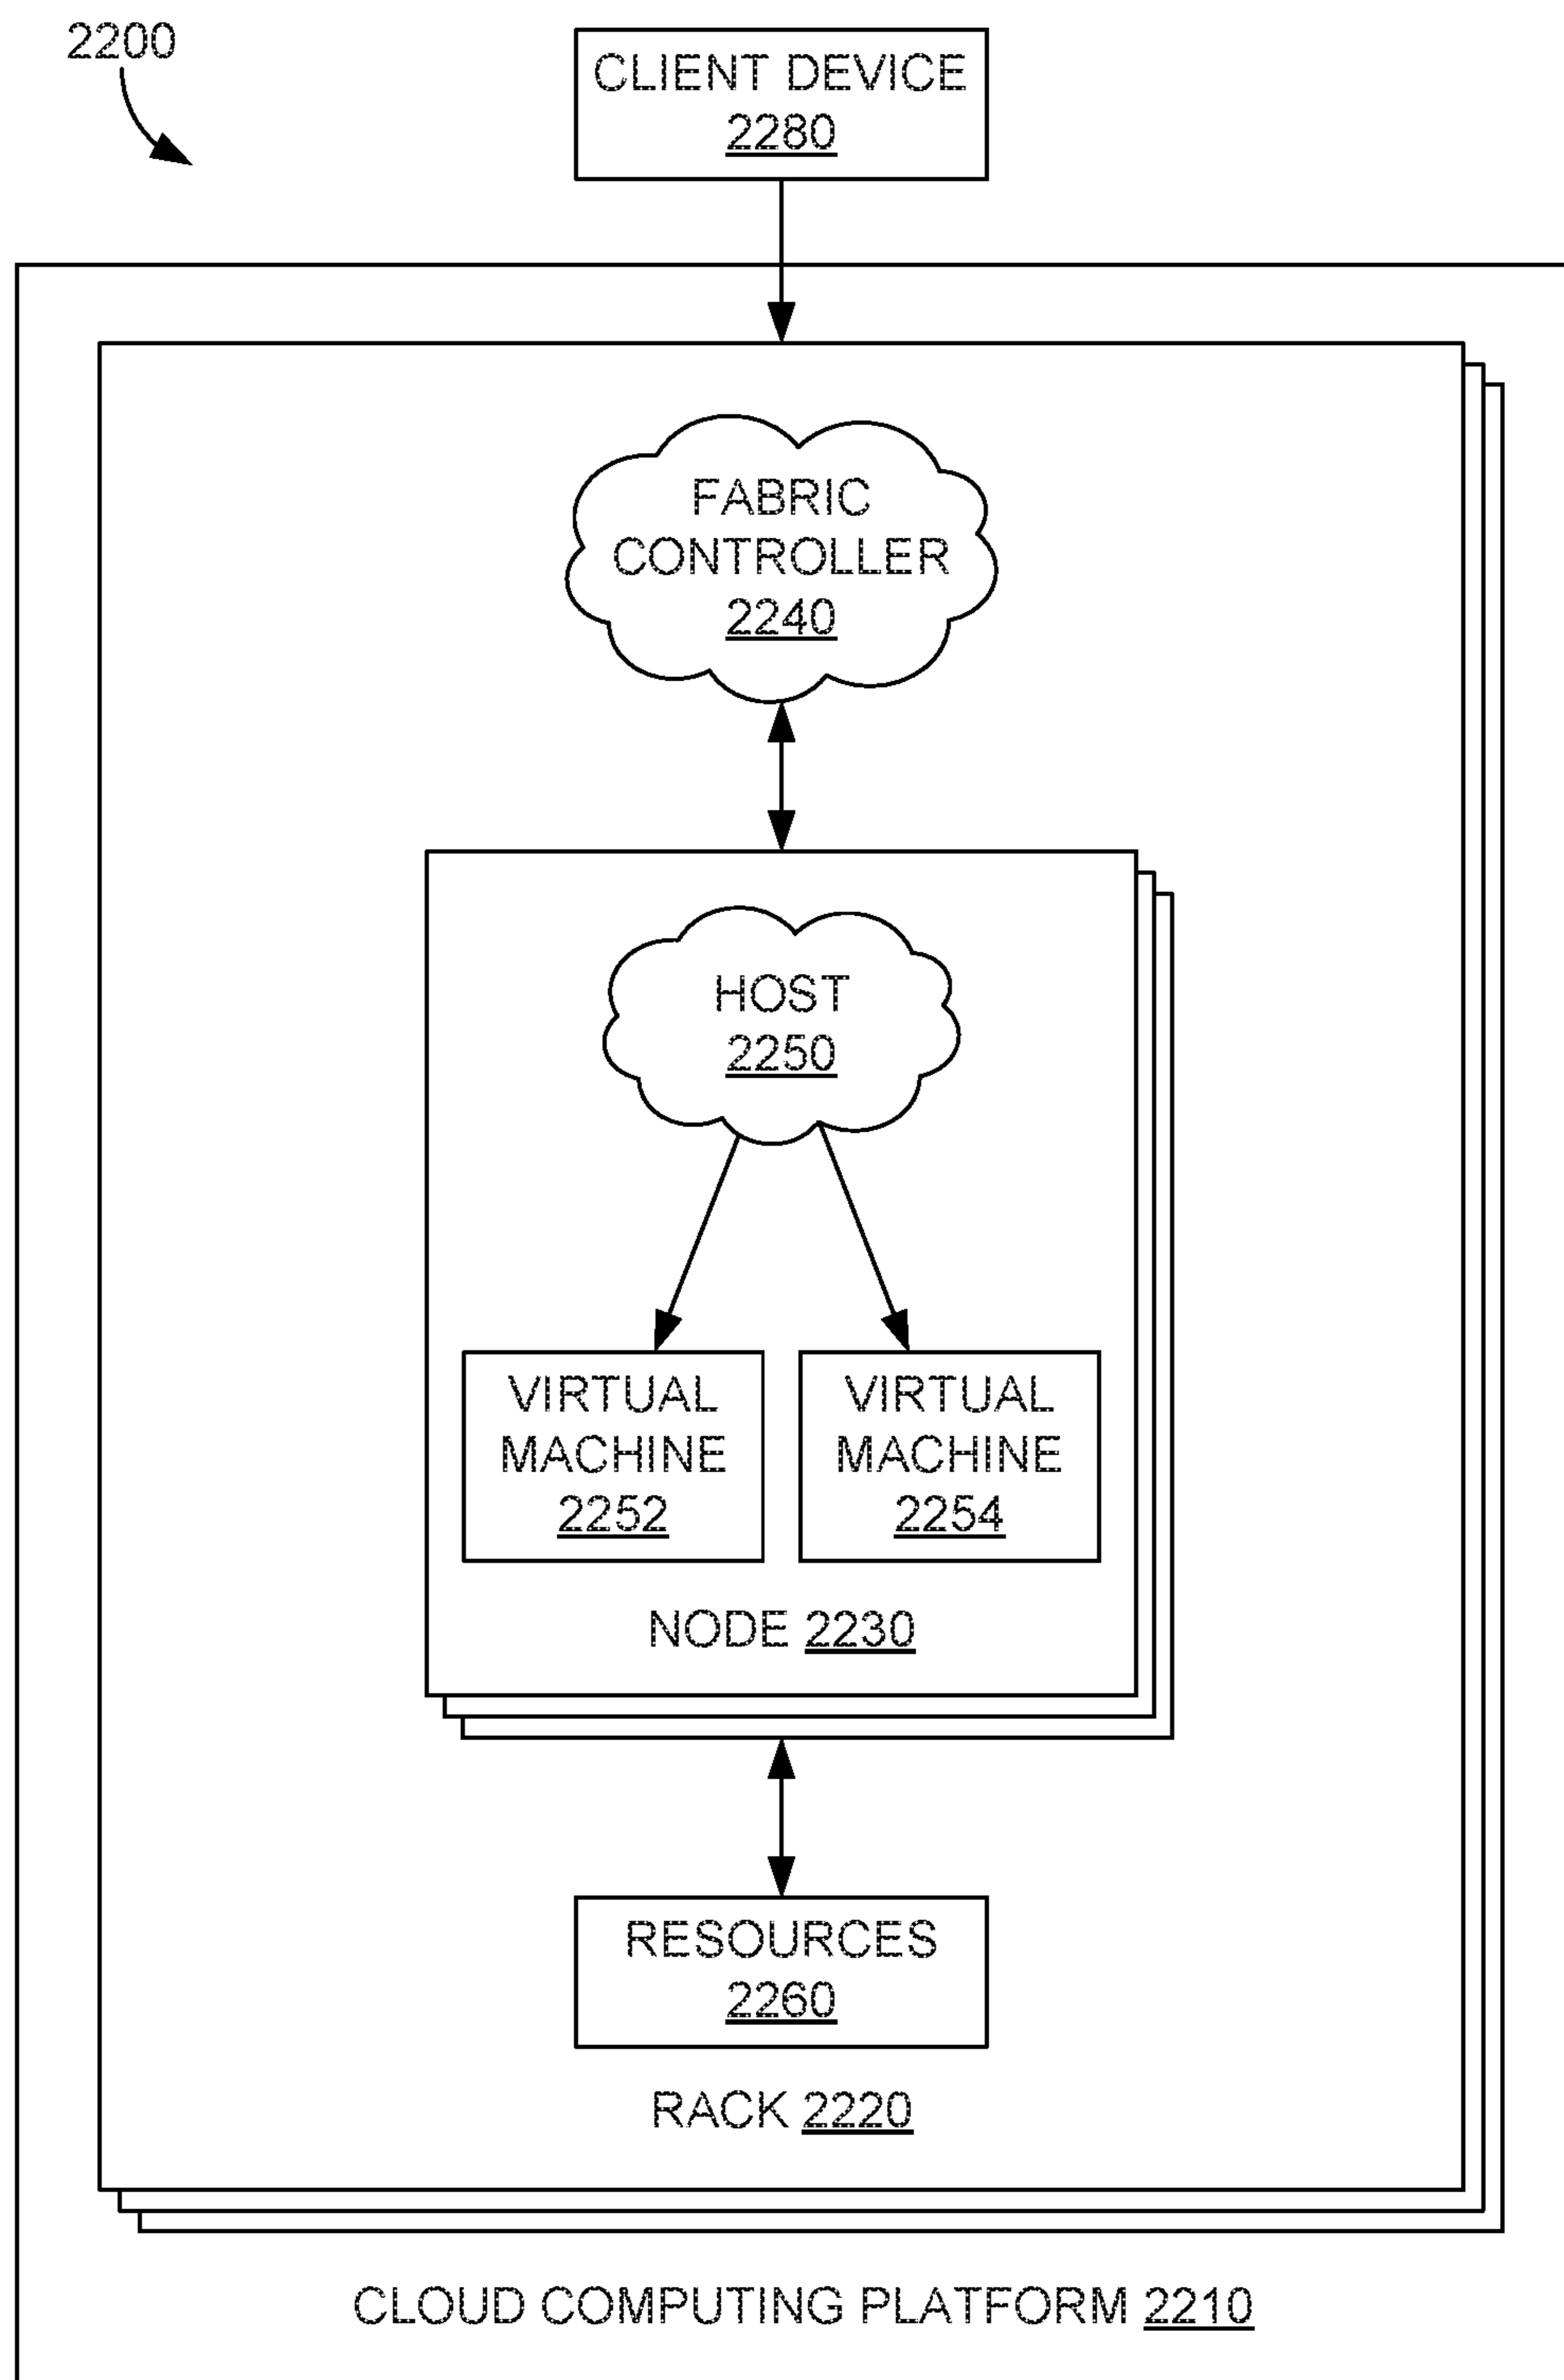 2200
CLIENT DEVICE
2280
FABRIC
CONTROLLER
2240
HOST
2250
VIRTUAL
MACHINE
2252
VIRTUAL
MACHINE
2254
NODE 2230
RESOURCES
2260
RACK 2220
CLOUD COMPUTING PLATFORM 2210